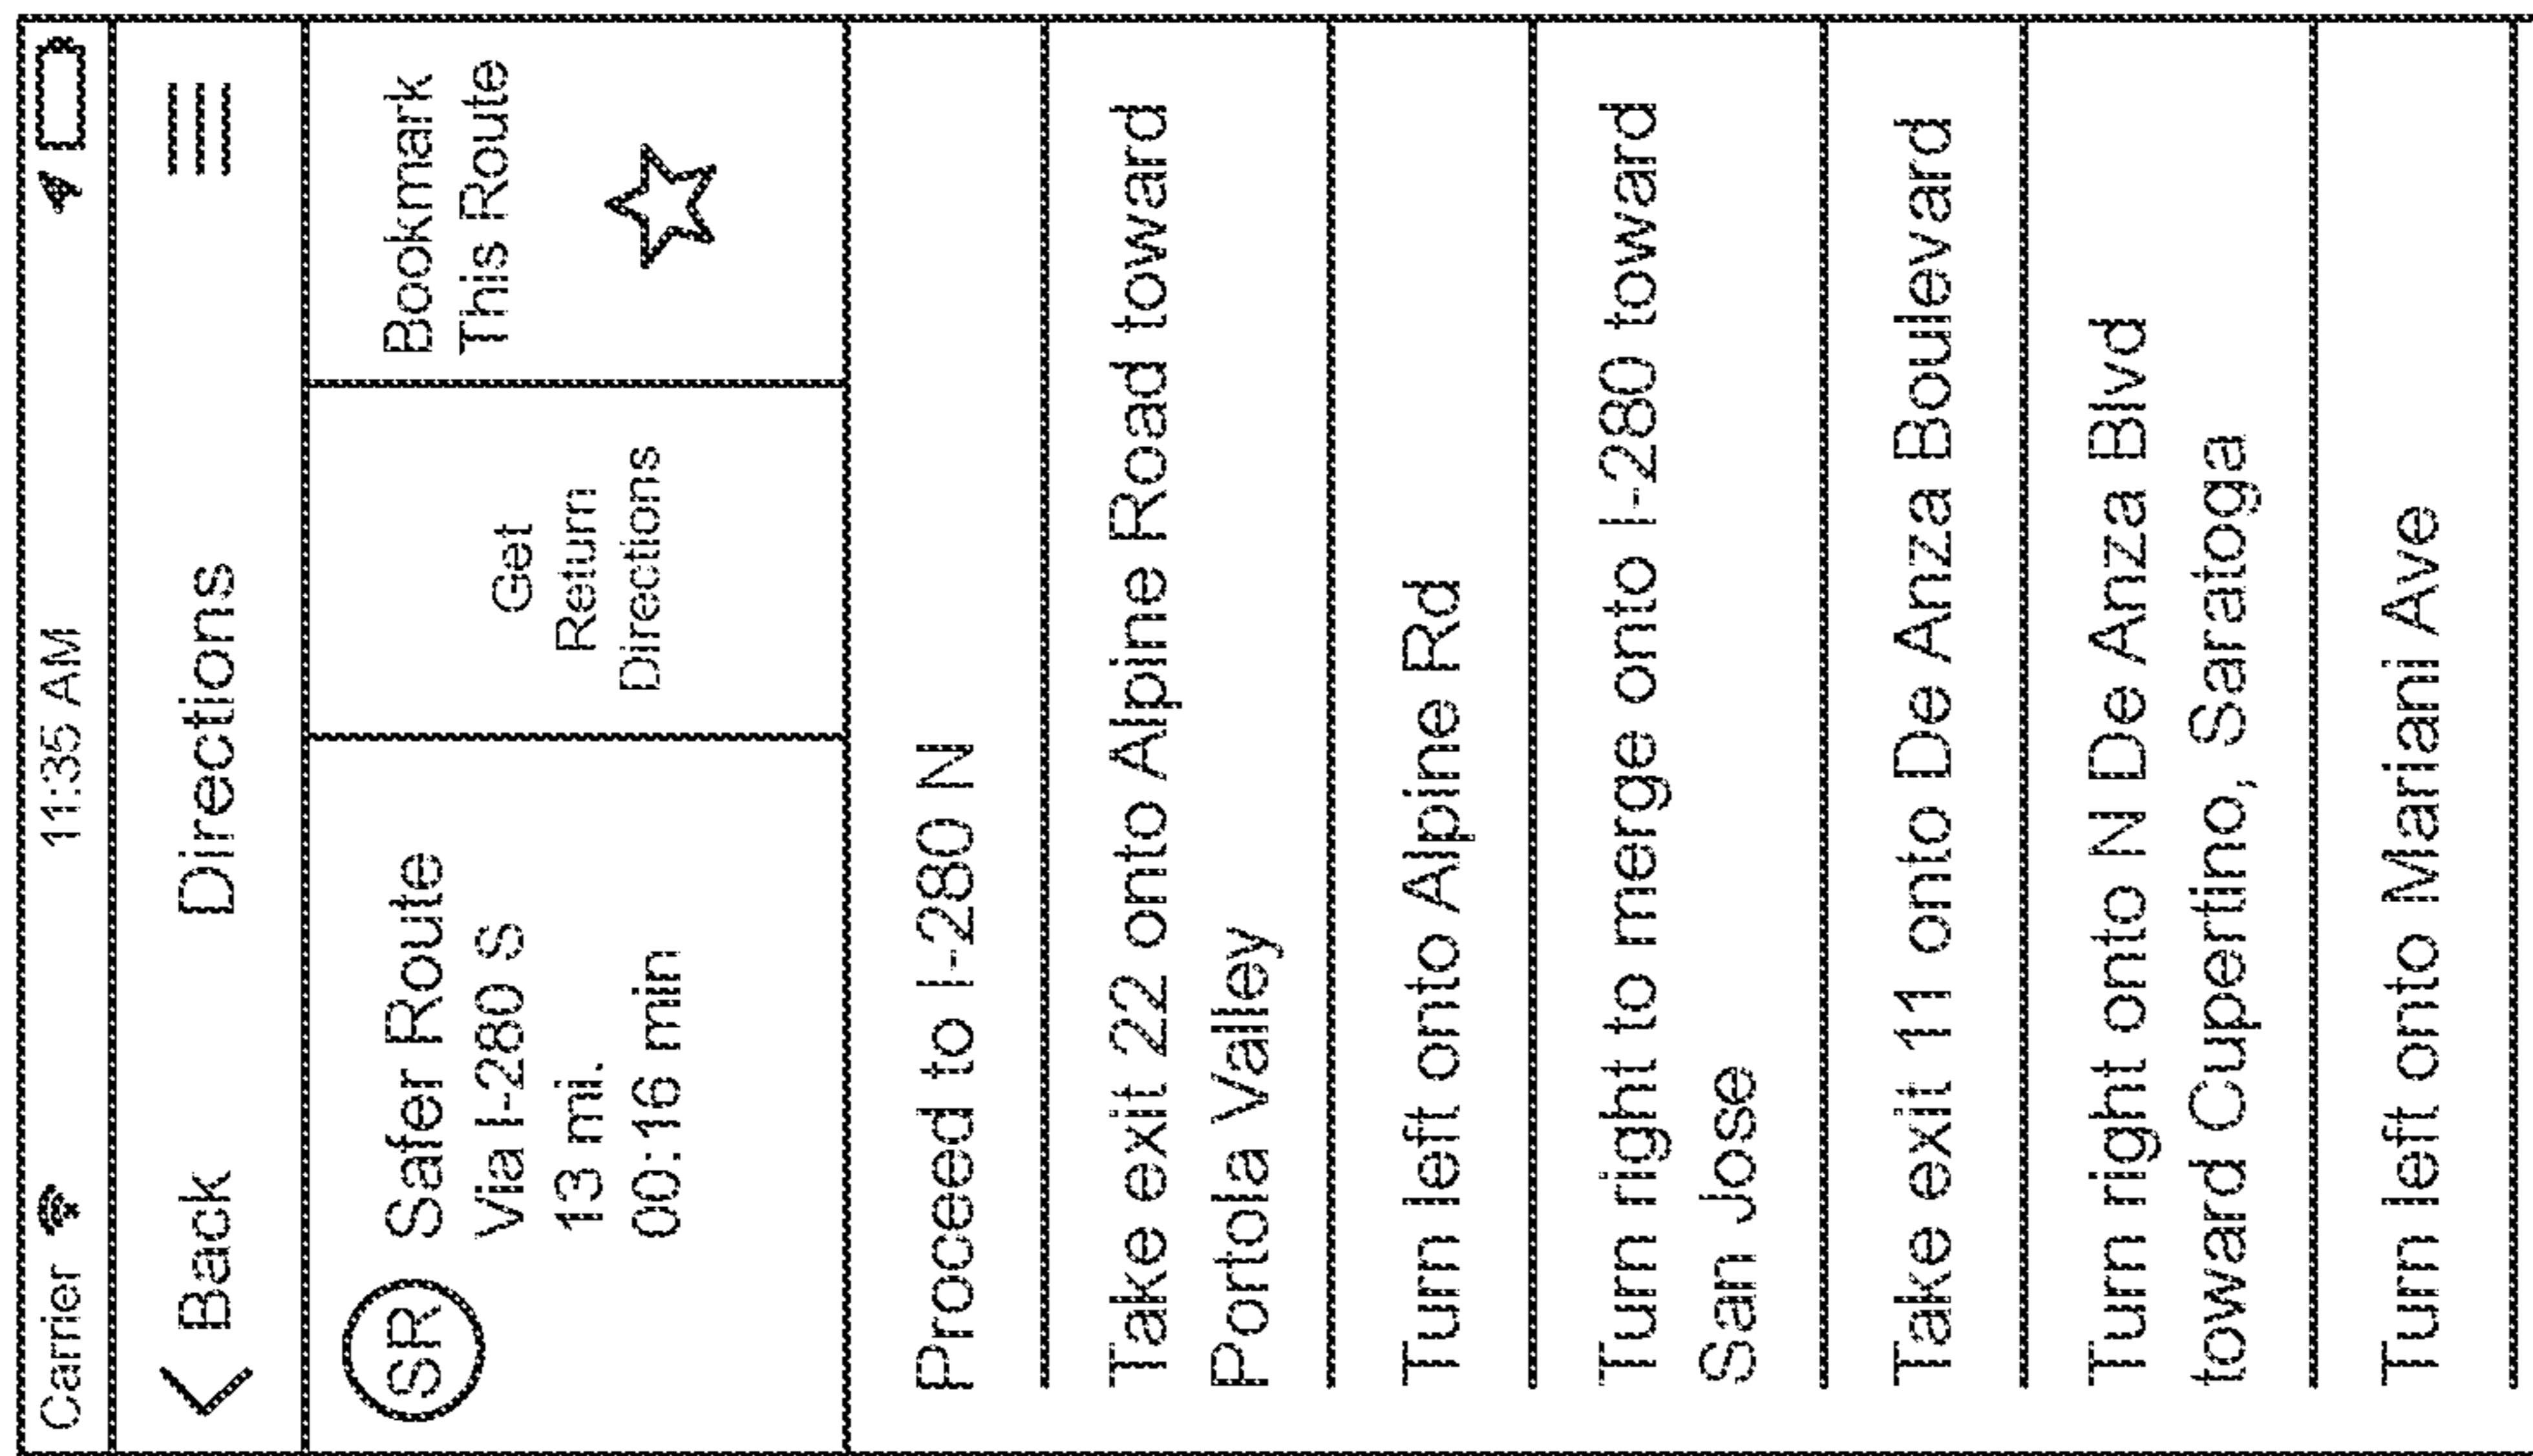 Carrier 11:35 AM
Back Directions
SR Safer Route
Via I-280 S
13 mi.
00:16 min
Get
Return
Directions
Bookmark
This Route
Proceed to I-280 N
Take exit 22 onto Alpine Road toward
Portola Valley
Turn left onto Alpine Rd
Turn right to merge onto I-280 toward
San Jose
Take exit 11 onto De Anza Boulevard
Turn right onto N De Anza Blvd
toward Cupertino, Saratoga
Turn left onto Mariani Ave